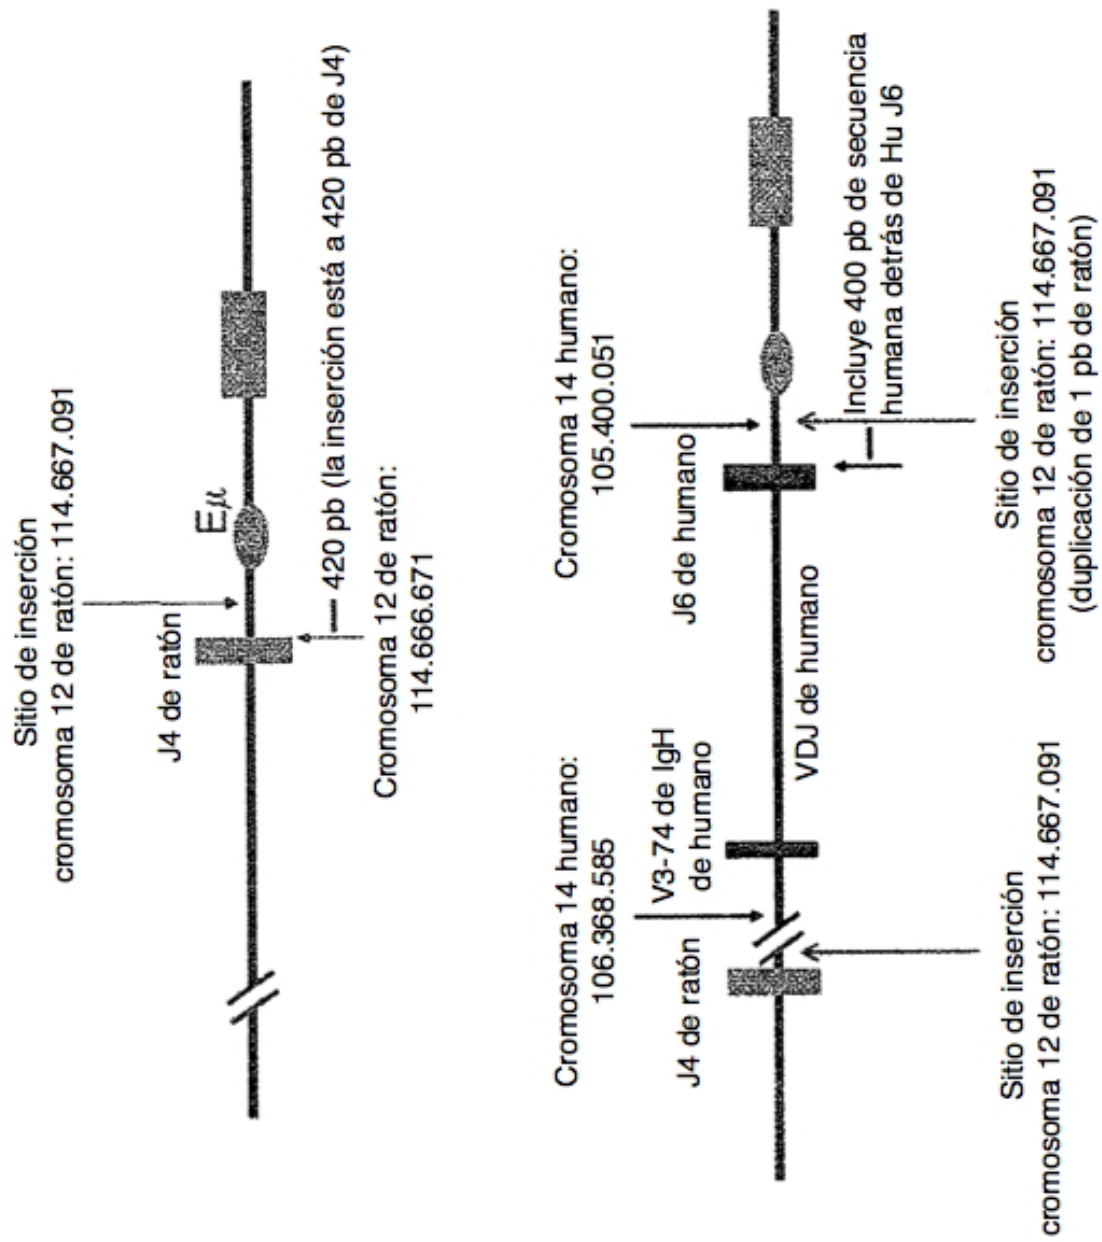 Sitio de inserción
cromosoma 12 de ratón: 114.667.091
J4 de ratón
Eμ
420 pb (la inserción está a 420 pb de J4)
Cromosoma 12 de ratón:
114.666.671
Cromosoma 14 humano:
106.368.585
Cromosoma 14 humano:
105.400.051
J4 de ratón
V3-74 de IgH
de humano
J6 de humano
VDJ de humano
Incluye 400 pb de secuencia
humana detrás de Hu J6
Sitio de inserción
cromosoma 12 de ratón: 114.667.091
Sitio de inserción
cromosoma 12 de ratón: 114.667.091
(duplicación de 1 pb de ratón)